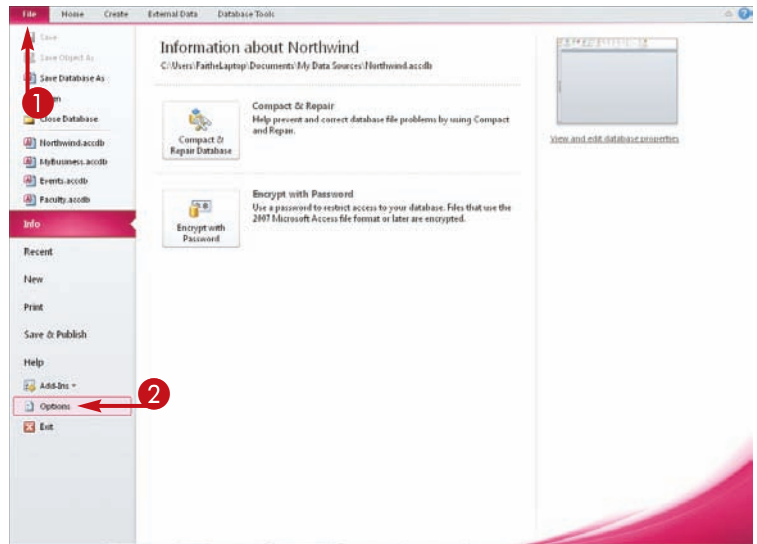 File Home Create External Data Database Tools
Save
Save Object As
Save Database As
Close Database
Northwind.accdb
MyBusiness.accdb
Events.accdb
Faculty.accdb
Info
Recent
New
Print
Save & Publish
Help
Add-Ins
Options
Exit
1
2
Information about Northwind
C:\Users\FaitheLaptop\Documents\My Data Sources\Northwind.accdb
Compact &
Repair Database
Compact & Repair
Help prevent and correct database file problems by using Compact
and Repair.
Encrypt with
Password
Encrypt with Password
Use a password to restrict access to your database. Files that use the
2007 Microsoft Access file format or later are encrypted.
View and edit database properties